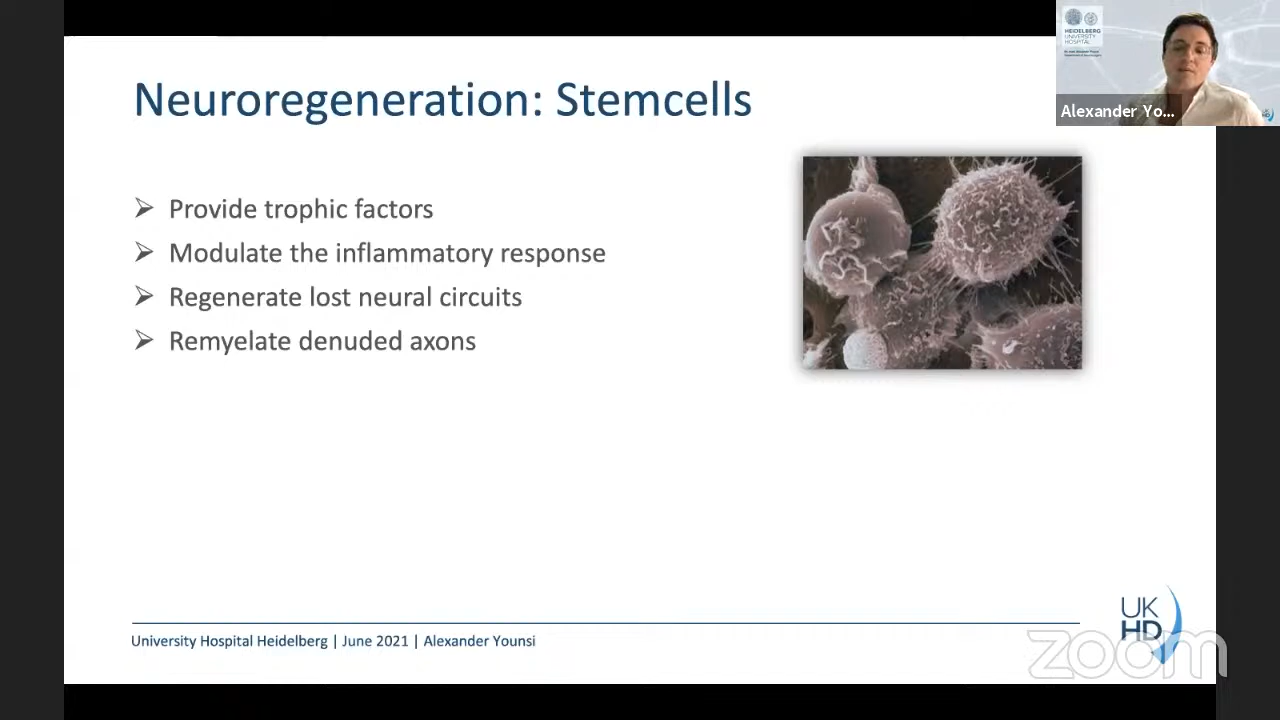 HEIDELBERG
UNIVERSITY
HOSPITAL
Alexander Yo...
Neuroregeneration: Stemcells
Provide trophic factors
Modulate the inflammatory response
Regenerate lost neural circuits
Remyelate denuded axons
University Hospital Heidelberg | June 2021 | Alexander Younsi
UK
HD
zoom